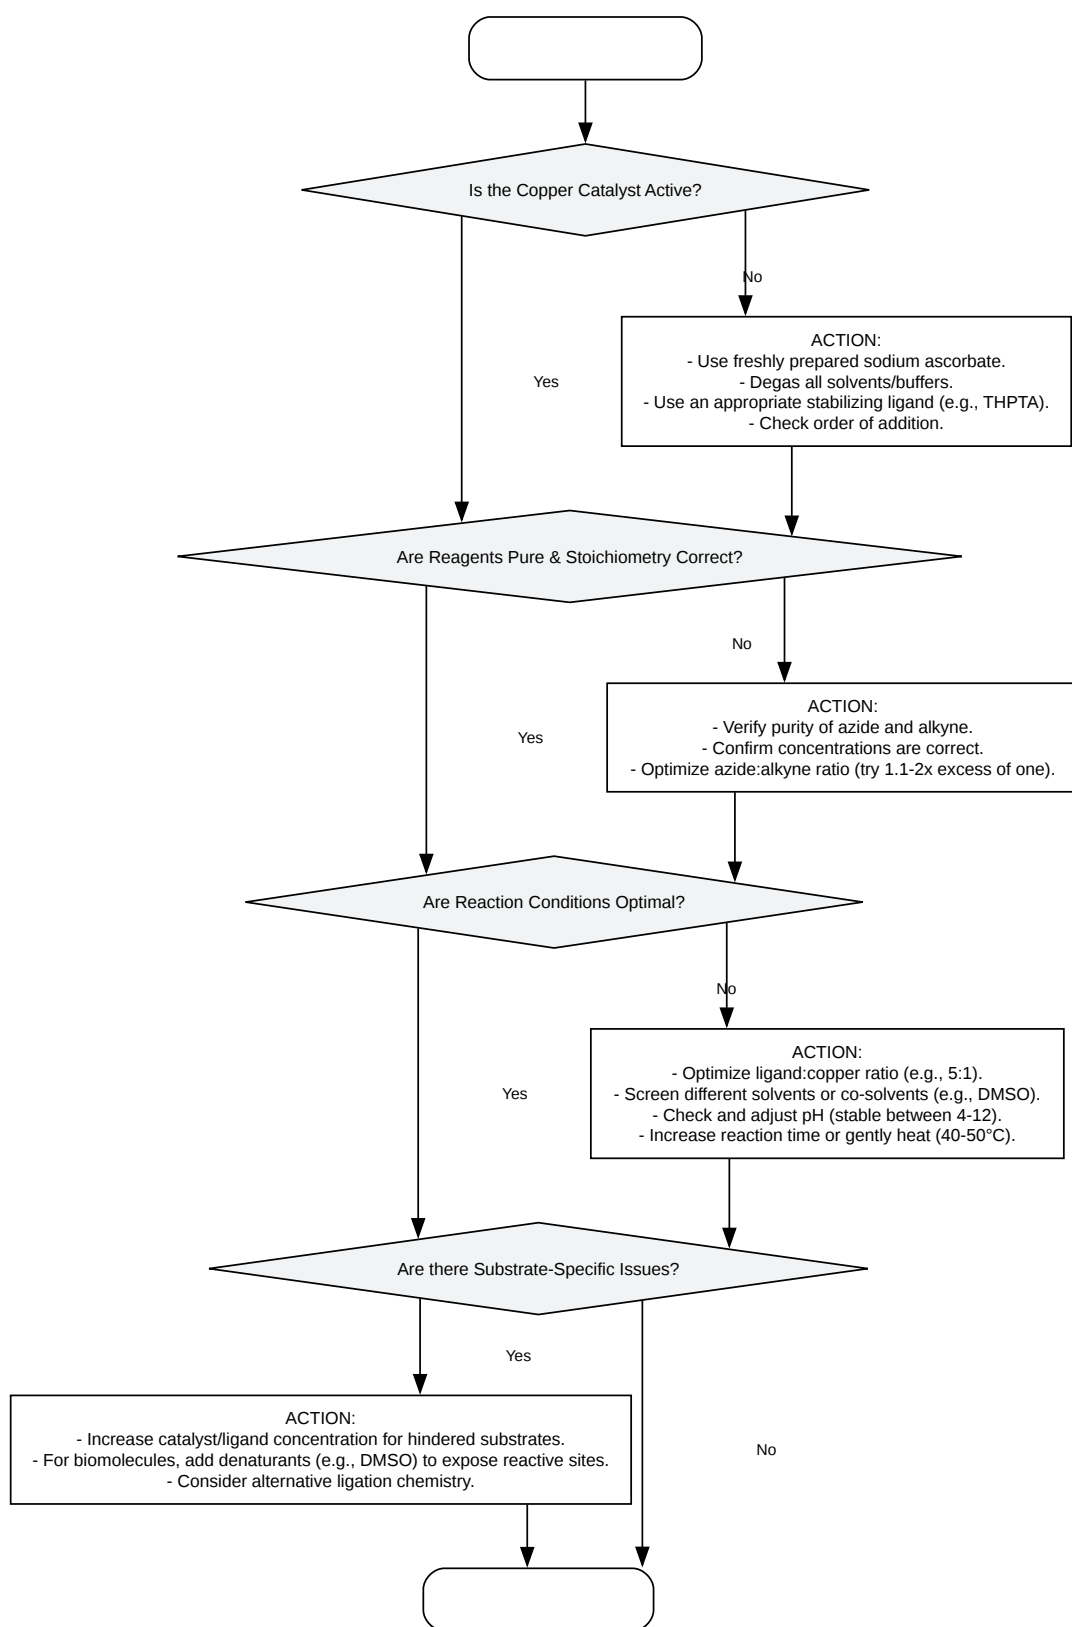 Is the Copper Catalyst Active?
No
ACTION:
- Use freshly prepared sodium ascorbate.
- Degas all solvents/buffers.
- Use an appropriate stabilizing ligand (e.g., THPTA).
- Check order of addition.
Yes
Are Reagents Pure & Stoichiometry Correct?
No
ACTION:
- Verify purity of azide and alkyne.
- Confirm concentrations are correct.
- Optimize azide:alkyne ratio (try 1.1-2x excess of one).
Yes
Are Reaction Conditions Optimal?
No
ACTION:
- Optimize ligand:copper ratio (e.g., 5:1).
- Screen different solvents or co-solvents (e.g., DMSO).
- Check and adjust pH (stable between 4-12).
- Increase reaction time or gently heat (40-50°C).
Yes
Are there Substrate-Specific Issues?
Yes
ACTION:
- Increase catalyst/ligand concentration for hindered substrates.
- For biomolecules, add denaturants (e.g., DMSO) to expose reactive sites.
- Consider alternative ligation chemistry.
No